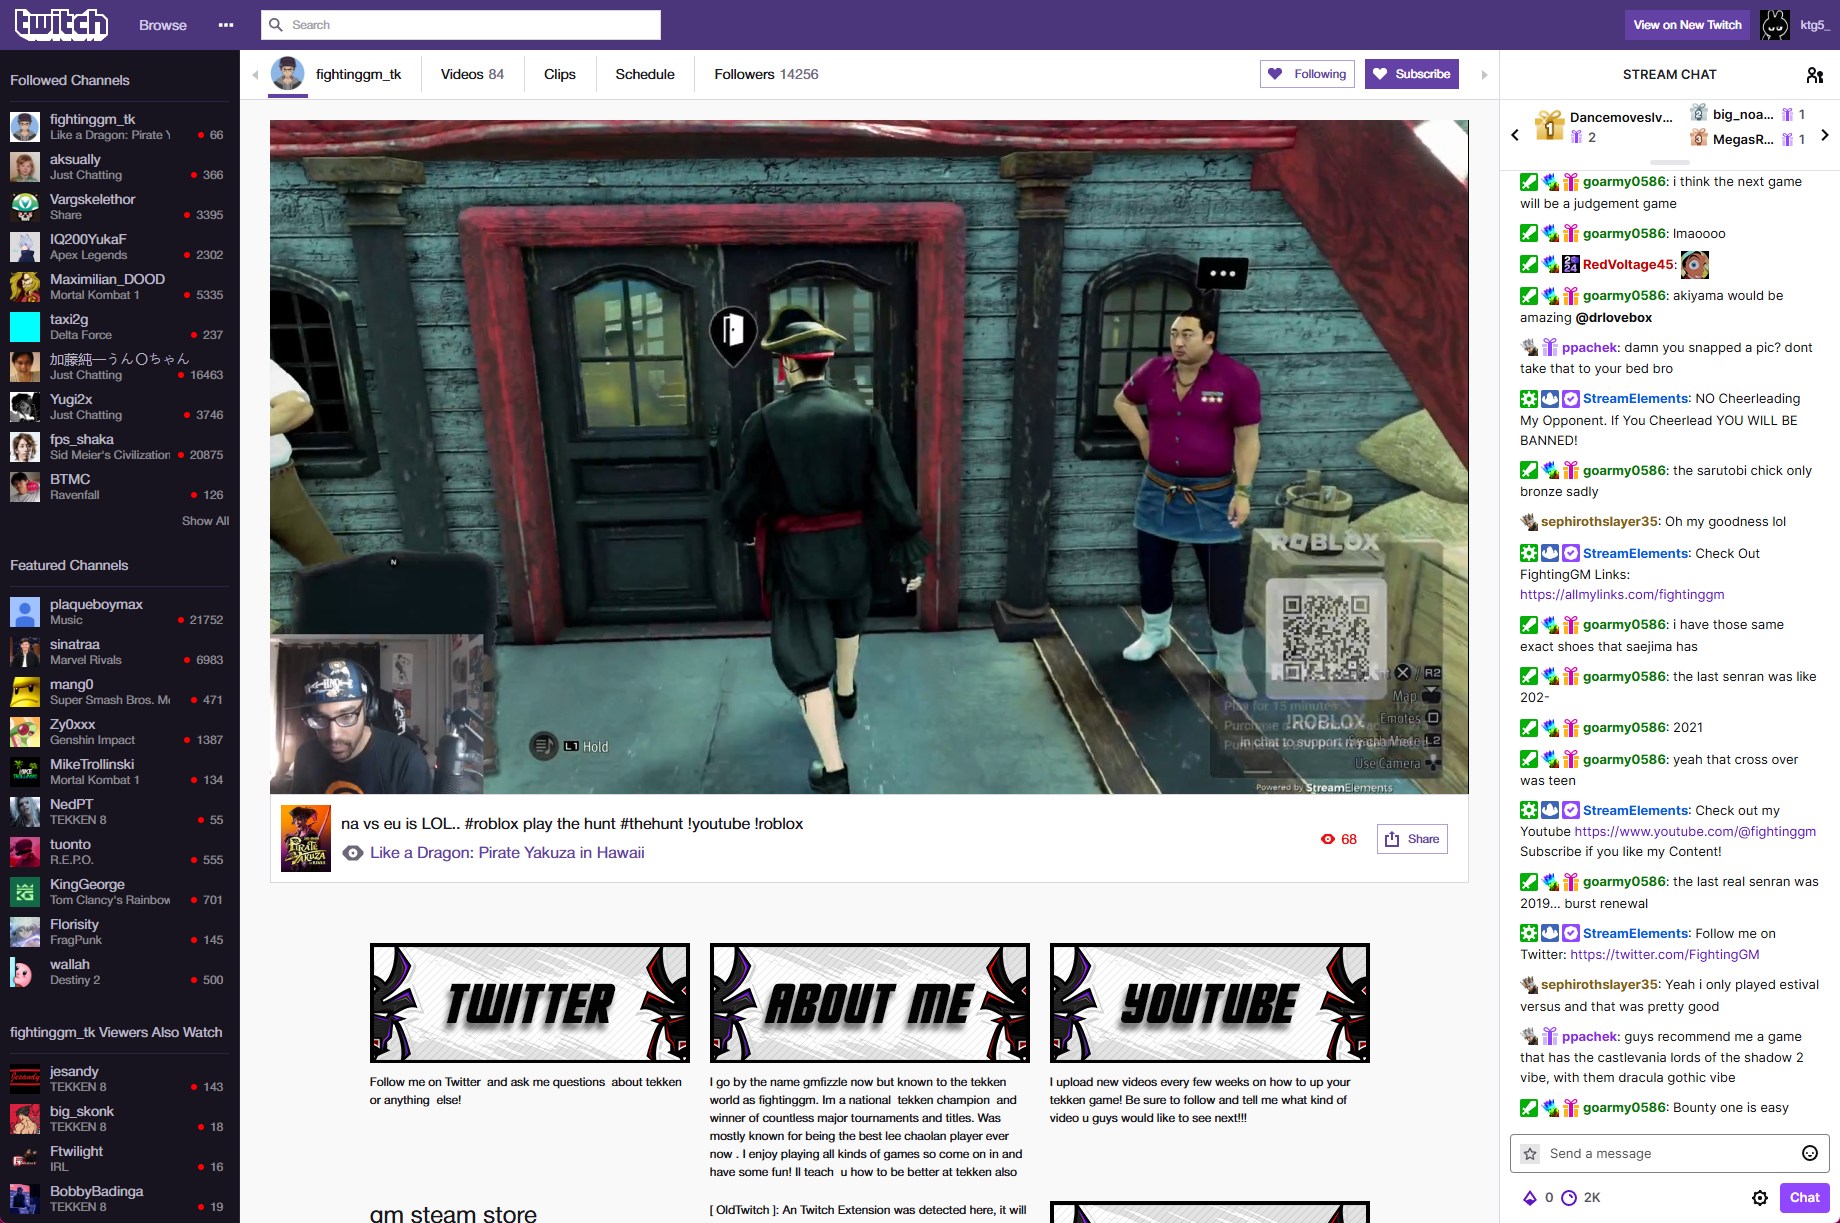 twitch
Browse
Search
View on New Twitch
ktg5_
Followed Channels
fightinggm_tk
Like a Dragon: Pirate Y
66
aksually
Just Chatting
366
Vargskelethor
Share
3395
IQ200YukaF
Apex Legends
2302
Maximilian_DOOD
Mortal Kombat 1
5335
taxi2g
Delta Force
237
加藤純一うん〇ちゃん
Just Chatting
16463
Yugi2x
Just Chatting
3746
fps_shaka
Sid Meier's Civilization
20875
BTMC
Ravenfall
126
Show All
Featured Channels
plaqueboymax
Music
21752
sinatraa
Marvel Rivals
6983
mang0
Super Smash Bros. Me
471
Zy0xxx
Genshin Impact
1387
MikeTrollinski
Mortal Kombat 1
134
NedPT
TEKKEN 8
55
tuonto
R.E.P.O.
555
KingGeorge
Tom Clancy's Rainbow
701
Florisity
FragPunk
145
wallah
Destiny 2
500
fightinggm_tk Viewers Also Watch
jesandy
TEKKEN 8
143
big_skonk
TEKKEN 8
18
Ftwilight
IRL
16
BobbyBadinga
TEKKEN 8
19
fightinggm_tk
Videos 84
Clips
Schedule
Followers 14256
Following
Subscribe
N
L1 Hold
ROBLOX
/ R2
Map
Play for 15 minutes
!ROBLOX
Emotes
in chat to support my
L2
Use Camera
Powered by StreamElements
na vs eu is LOL.. #roblox play the hunt #thehunt !youtube !roblox
Like a Dragon: Pirate Yakuza in Hawaii
68
Share
TWITTER
Follow me on Twitter and ask me questions about tekken
or anything else!
ABOUT ME
I go by the name gmfizzle now but known to the tekken
world as fightinggm. Im a national tekken champion and
winner of countless major tournaments and titles. Was
mostly known for being the best lee chaolan player ever
now . I enjoy playing all kinds of games so come on in and
have some fun! Il teach u how to be better at tekken also
YOUTUBE
I upload new videos every few weeks on how to up your
tekken game! Be sure to follow and tell me what kind of
video u guys would like to see next!!!
gm steam store
[ OldTwitch ]: An Twitch Extension was detected here, it will
STREAM CHAT
1
Dancemoveslv...
2
big_noa...
1
MegasR...
1
goarmy0586: i think the next game
will be a judgement game
goarmy0586: lmaoooo
RedVoltage45:
goarmy0586: akiyama would be
amazing @drlovebox
ppachek: damn you snapped a pic? dont
take that to your bed bro
StreamElements: NO Cheerleading
My Opponent. If You Cheerlead YOU WILL BE
BANNED!
goarmy0586: the sarutobi chick only
bronze sadly
sephirothslayer35: Oh my goodness lol
StreamElements: Check Out
FightingGM Links:
https://allmylinks.com/fightinggm
goarmy0586: i have those same
exact shoes that saejima has
goarmy0586: the last senran was like
202-
goarmy0586: 2021
goarmy0586: yeah that cross over
was teen
StreamElements: Check out my
Youtube https://www.youtube.com/@fightinggm
Subscribe if you like my Content!
goarmy0586: the last real senran was
2019... burst renewal
StreamElements: Follow me on
Twitter: https://twitter.com/FightingGM
sephirothslayer35: Yeah i only played estival
versus and that was pretty good
ppachek: guys recommend me a game
that has the castlevania lords of the shadow 2
vibe, with them dracula gothic vibe
goarmy0586: Bounty one is easy
Send a message
0
2K
Chat